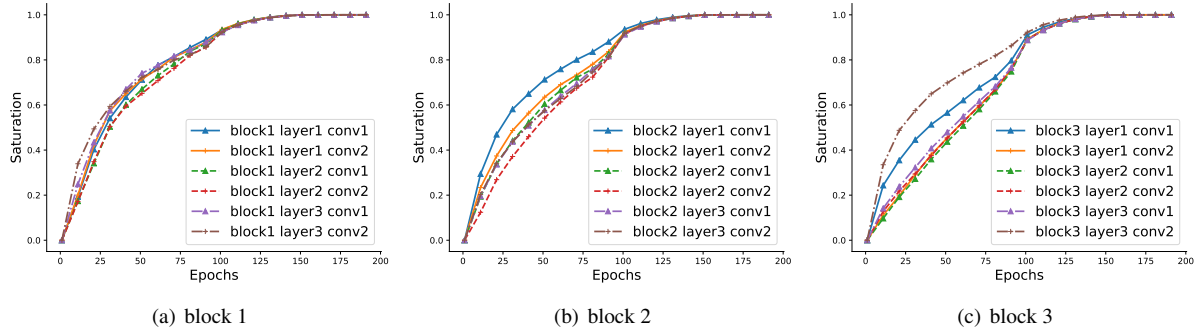 1.0
0.8
0.6
0.4
0.2
0.0
Saturation
0 25 50 75 100 125 150 175 200
Epochs
block1 layer1 conv1
block1 layer1 conv2
block1 layer2 conv1
block1 layer2 conv2
block1 layer3 conv1
block1 layer3 conv2
(a) block 1
1.0
0.8
0.6
0.4
0.2
0.0
Saturation
0 25 50 75 100 125 150 175 200
Epochs
block2 layer1 conv1
block2 layer1 conv2
block2 layer2 conv1
block2 layer2 conv2
block2 layer3 conv1
block2 layer3 conv2
(b) block 2
1.0
0.8
0.6
0.4
0.2
0.0
Saturation
0 25 50 75 100 125 150 175 200
Epochs
block3 layer1 conv1
block3 layer1 conv2
block3 layer2 conv1
block3 layer2 conv2
block3 layer3 conv1
block3 layer3 conv2
(c) block 3